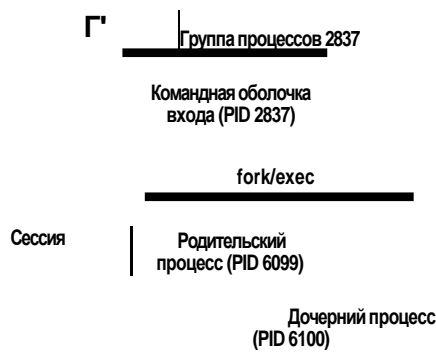 Г'
Группа процессов 2837
Командная оболочка
входа (PID 2837)
fork/exec
Сессия
Родительский
процесс (PID 6099)
Дочерний процесс
(PID 6100)